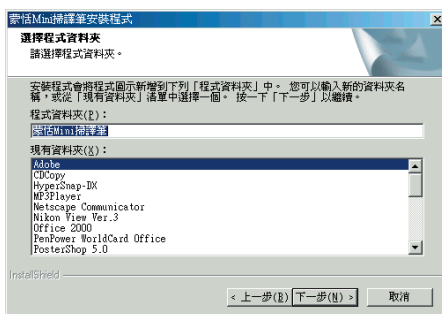 蒙恬Mini掃譯筆安裝程式
選擇程式資料夾
請選擇程式資料夾。
安裝程式會將程式圖示新增到下列「程式資料夾」中。 您可以輸入新的資料夾名
稱，或從「現有資料夾」清單中選擇一個。 按一下「下一步」以繼續。
程式資料夾(P)：
蒙恬Mini掃譯筆
現有資料夾(X)：
Adobe
CDCopy
HyperSnap-DX
MP3Player
Netscape Communicator
Nikon View Ver.3
Office 2000
PenPower WorldCard Office
PosterShop 5.0
InstallShield
< 上一步(B) 下一步(N) > 取消